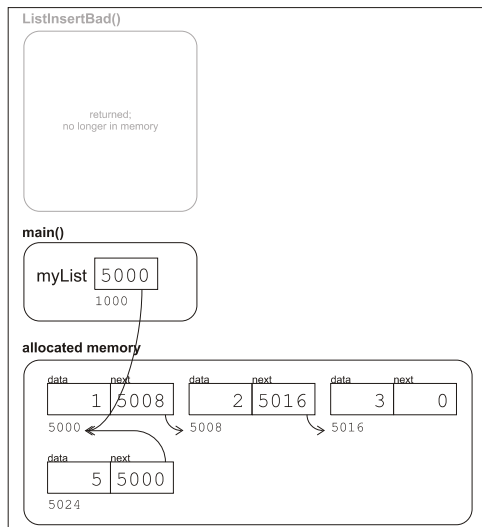 ListInsertBad()
returned;
no longer in memory
main()
myList 5000
1000
allocated memory
data next data next data next
1 5008 2 5016 3 0
5000 5008 5016
data next
5 5000
5024